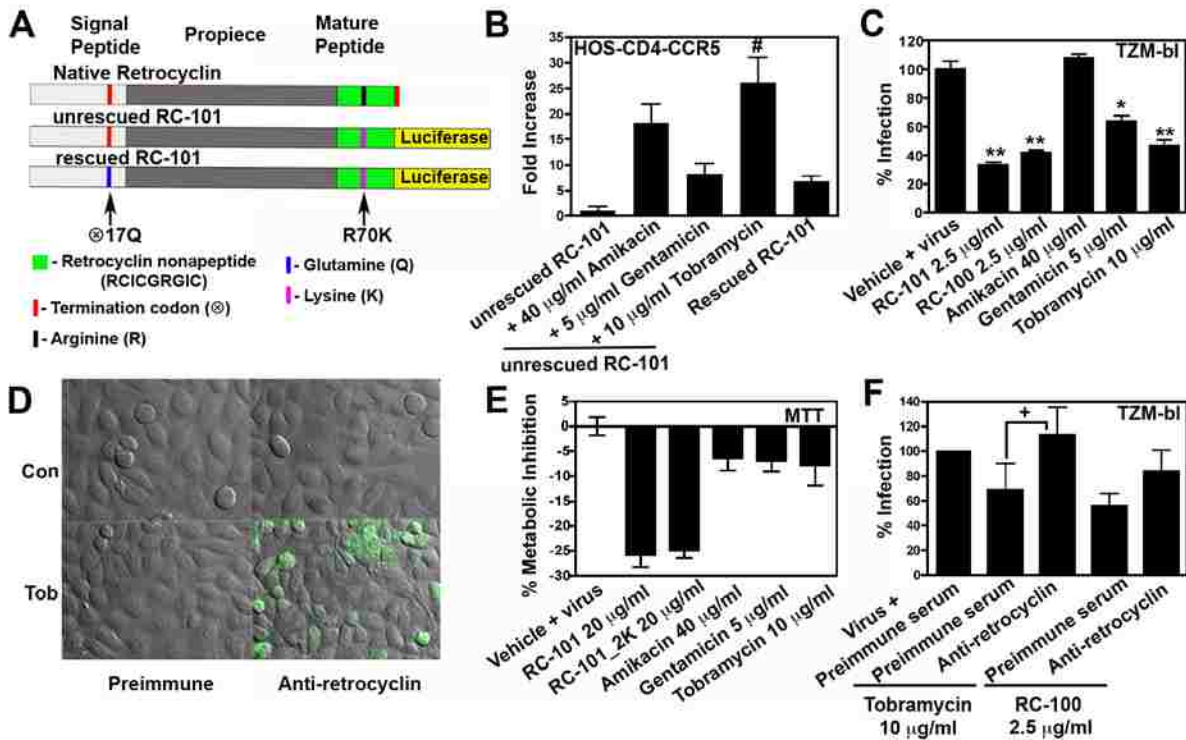 A
Signal
Peptide
Propiece
Mature
Peptide
Native Retrocyclin
unrescued RC-101
Luciferase
rescued RC-101
Luciferase
⊗17Q
R70K
- Retrocyclin nonapeptide
(RCICGRGIC)
- Termination codon (⊗)
- Arginine (R)
- Glutamine (Q)
- Lysine (K)
B
HOS-CD4-CCR5
#
Fold Increase
35
30
25
20
15
10
5
0
unrescued RC-101
+ 40 μg/ml Amikacin
+ 5 μg/ml Gentamicin
+ 10 μg/ml Tobramycin
Rescued RC-101
unrescued RC-101
C
TZM-bl
% Infection
120
100
80
60
40
20
0
**
**
*
**
Vehicle + virus
RC-101 2.5 μg/ml
RC-100 2.5 μg/ml
Amikacin 40 μg/ml
Gentamicin 5 μg/ml
Tobramycin 10 μg/ml
D
Con
Tob
Preimmune
Anti-retrocyclin
E
MTT
% Metabolic Inhibition
5
0
-5
-10
-15
-20
-25
-30
Vehicle + virus
RC-101 20 μg/ml
RC-101_2K 20 μg/ml
Amikacin 40 μg/ml
Gentamicin 5 μg/ml
Tobramycin 10 μg/ml
F
TZM-bl
+
% Infection
140
120
100
80
60
40
20
0
Virus +
Preimmune serum
Preimmune serum
Anti-retrocyclin
Preimmune serum
Anti-retrocyclin
Tobramycin
10 μg/ml
RC-100
2.5 μg/ml